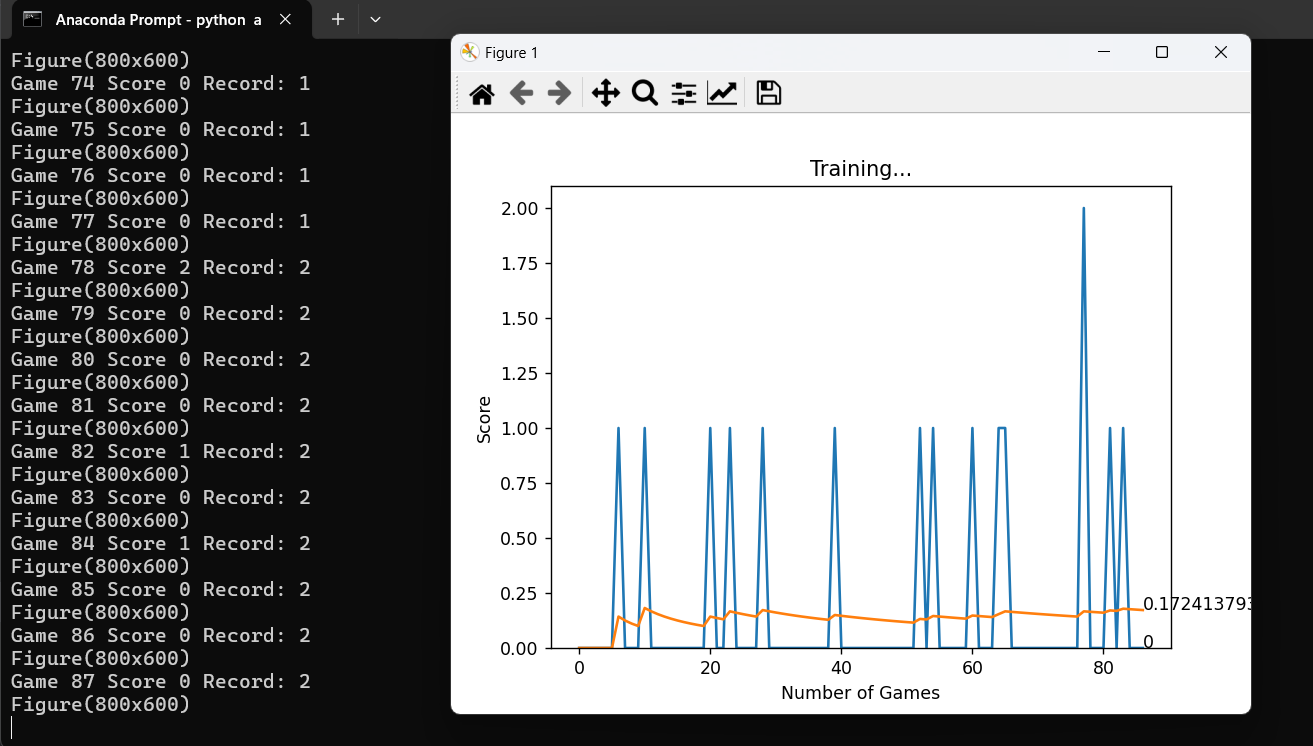 Anaconda Prompt - python a
Figure(800x600)
Game 74 Score 0 Record: 1
Figure(800x600)
Game 75 Score 0 Record: 1
Figure(800x600)
Game 76 Score 0 Record: 1
Figure(800x600)
Game 77 Score 0 Record: 1
Figure(800x600)
Game 78 Score 2 Record: 2
Figure(800x600)
Game 79 Score 0 Record: 2
Figure(800x600)
Game 80 Score 0 Record: 2
Figure(800x600)
Game 81 Score 0 Record: 2
Figure(800x600)
Game 82 Score 1 Record: 2
Figure(800x600)
Game 83 Score 0 Record: 2
Figure(800x600)
Game 84 Score 1 Record: 2
Figure(800x600)
Game 85 Score 0 Record: 2
Figure(800x600)
Game 86 Score 0 Record: 2
Figure(800x600)
Game 87 Score 0 Record: 2
Figure(800x600)
Figure 1
Training...
Score
2.00
1.75
1.50
1.25
1.00
0.75
0.50
0.25
0.00
0.172413793
0
0 20 40 60 80
Number of Games